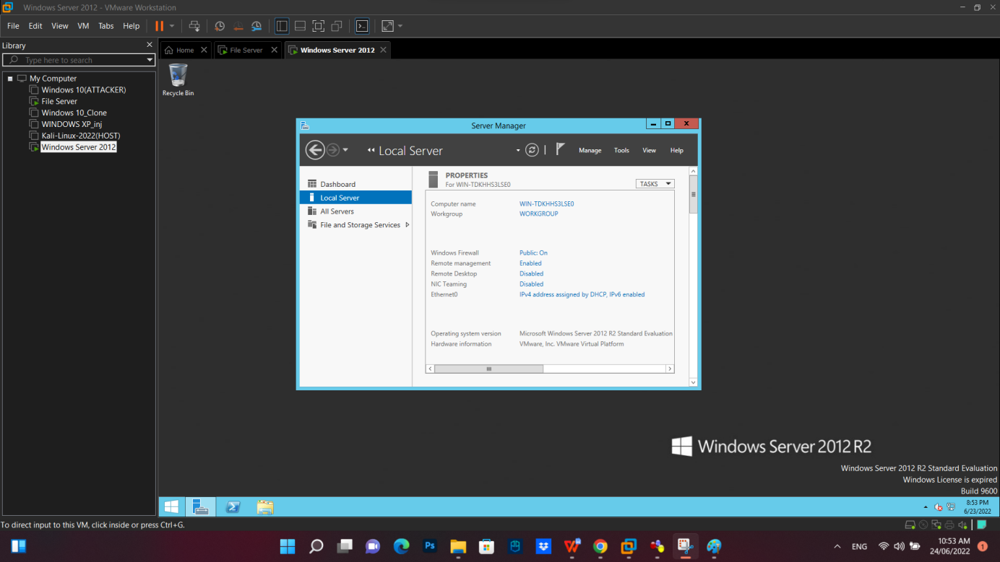 Windows Server 2012 - VMware Workstation
File Edit View VM Tabs Help
Library
Type here to search
My Computer
Windows 10(ATTACKER)
File Server
Windows 10_Clone
WINDOWS XP_inj
Kali-Linux-2022(HOST)
Windows Server 2012
Home
File Server
Windows Server 2012
Recycle Bin
Server Manager
Local Server
Manage Tools View Help
Dashboard
Local Server
All Servers
File and Storage Services
PROPERTIES
For WIN-TDKHHS3LSE0
TASKS
Computer name WIN-TDKHHS3LSE0
Workgroup WORKGROUP
Windows Firewall Public: On
Remote management Enabled
Remote Desktop Disabled
NIC Teaming Disabled
Ethernet0 IPv4 address assigned by DHCP, IPv6 enabled
Operating system version Microsoft Windows Server 2012 R2 Standard Evaluation
Hardware information VMware, Inc. VMware Virtual Platform
Windows Server 2012 R2
Windows Server 2012 R2 Standard Evaluation
Windows License is expired
Build 9600
8:53 PM
6/23/2022
To direct input to this VM, click inside or press Ctrl+G.
Ps
ENG
10:53 AM
24/06/2022
1